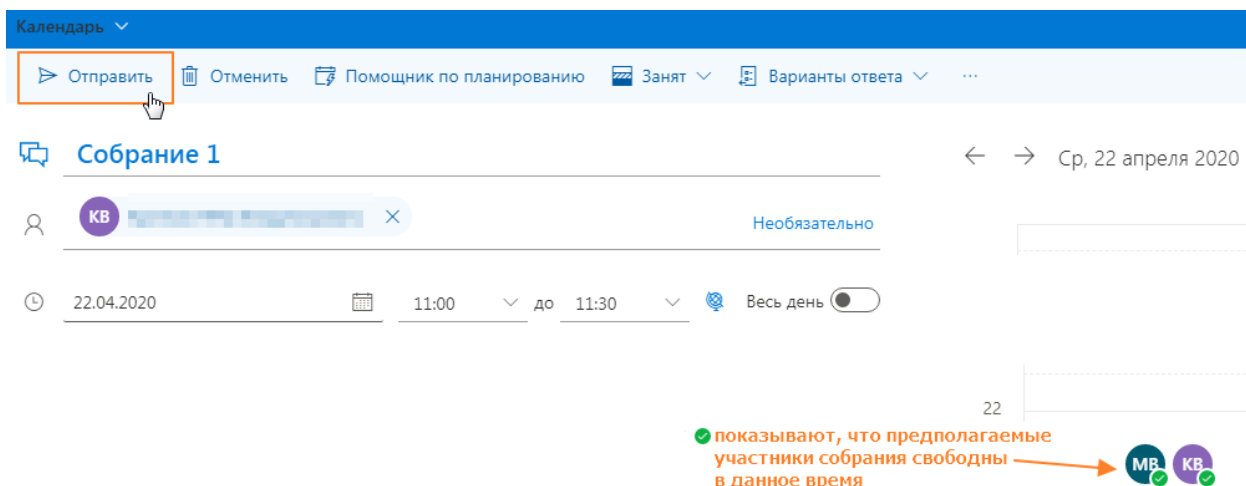 Календарь
Отправить Отменить Помощник по планированию Занят Варианты ответа ...
Собрание 1
Ср, 22 апреля 2020
КВ
Необязательно
22.04.2020 11:00 до 11:30 Весь день
22
показывают, что предполагаемые
участники собрания свободны
в данное время
МВ КВ